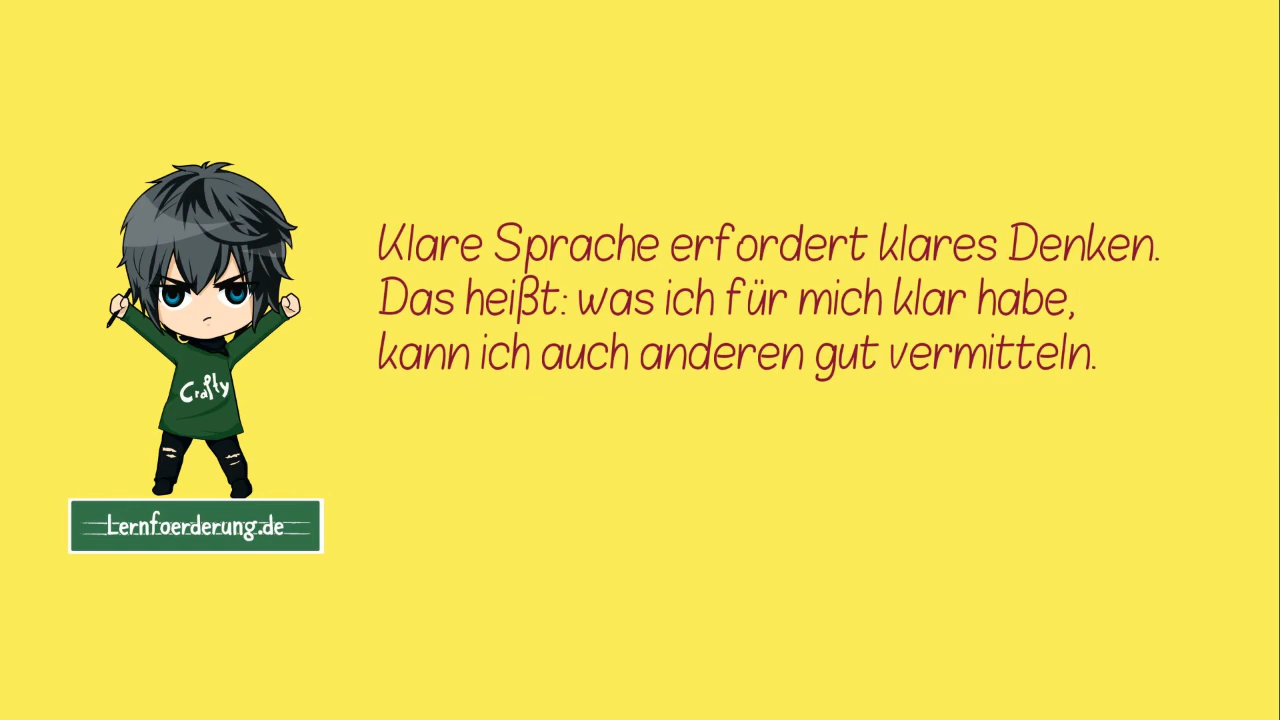 Klare Sprache erfordert klares Denken.
Das heißt: was ich für mich klar habe,
kann ich auch anderen gut vermitteln.
Crafty
Lernfoerderung.de